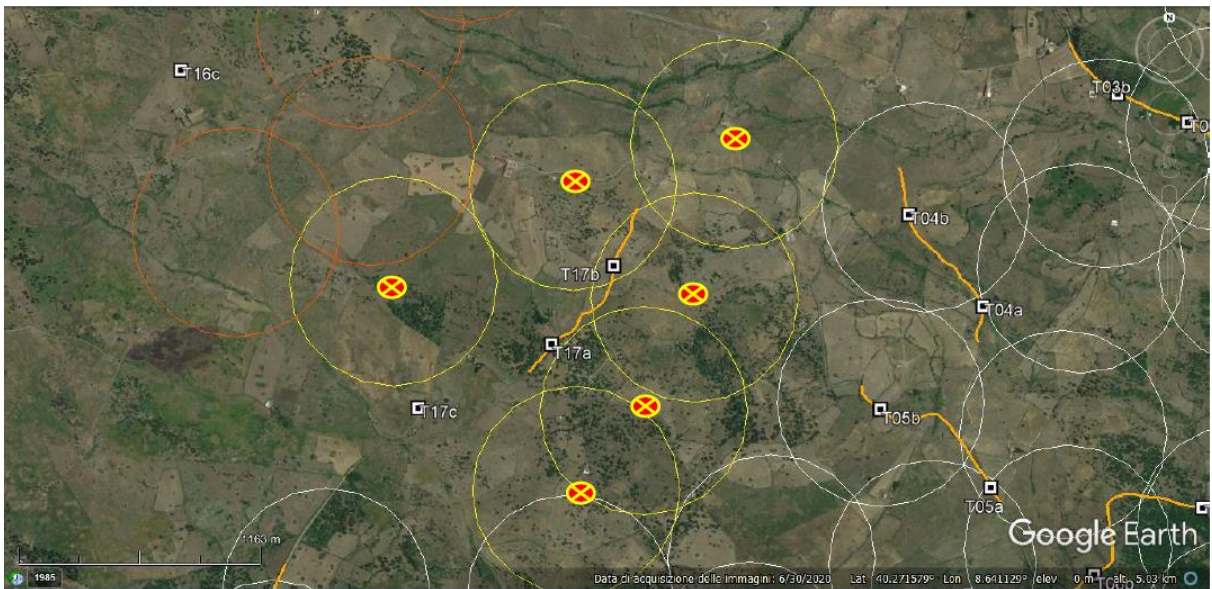 N
T16c
T03b
T04b
T17b
T04a
T17a
T17c
T05b
T05a
Google Earth
1163 m
1985
Data di acquisizione delle immagini: 6/30/2020 Lat 40.271579° Lon 8.641129° elev 0 m alt 5.03 km